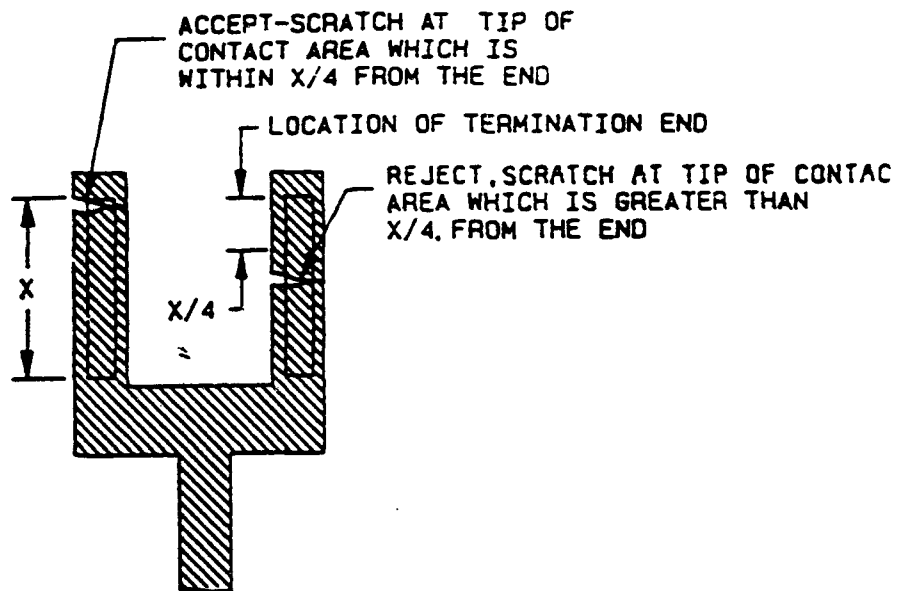 ACCEPT-SCRATCH AT TIP OF
CONTACT AREA WHICH IS
WITHIN X/4 FROM THE END
LOCATION OF TERMINATION END
REJECT, SCRATCH AT TIP OF CONTAC
AREA WHICH IS GREATER THAN
X/4, FROM THE END
X
X/4